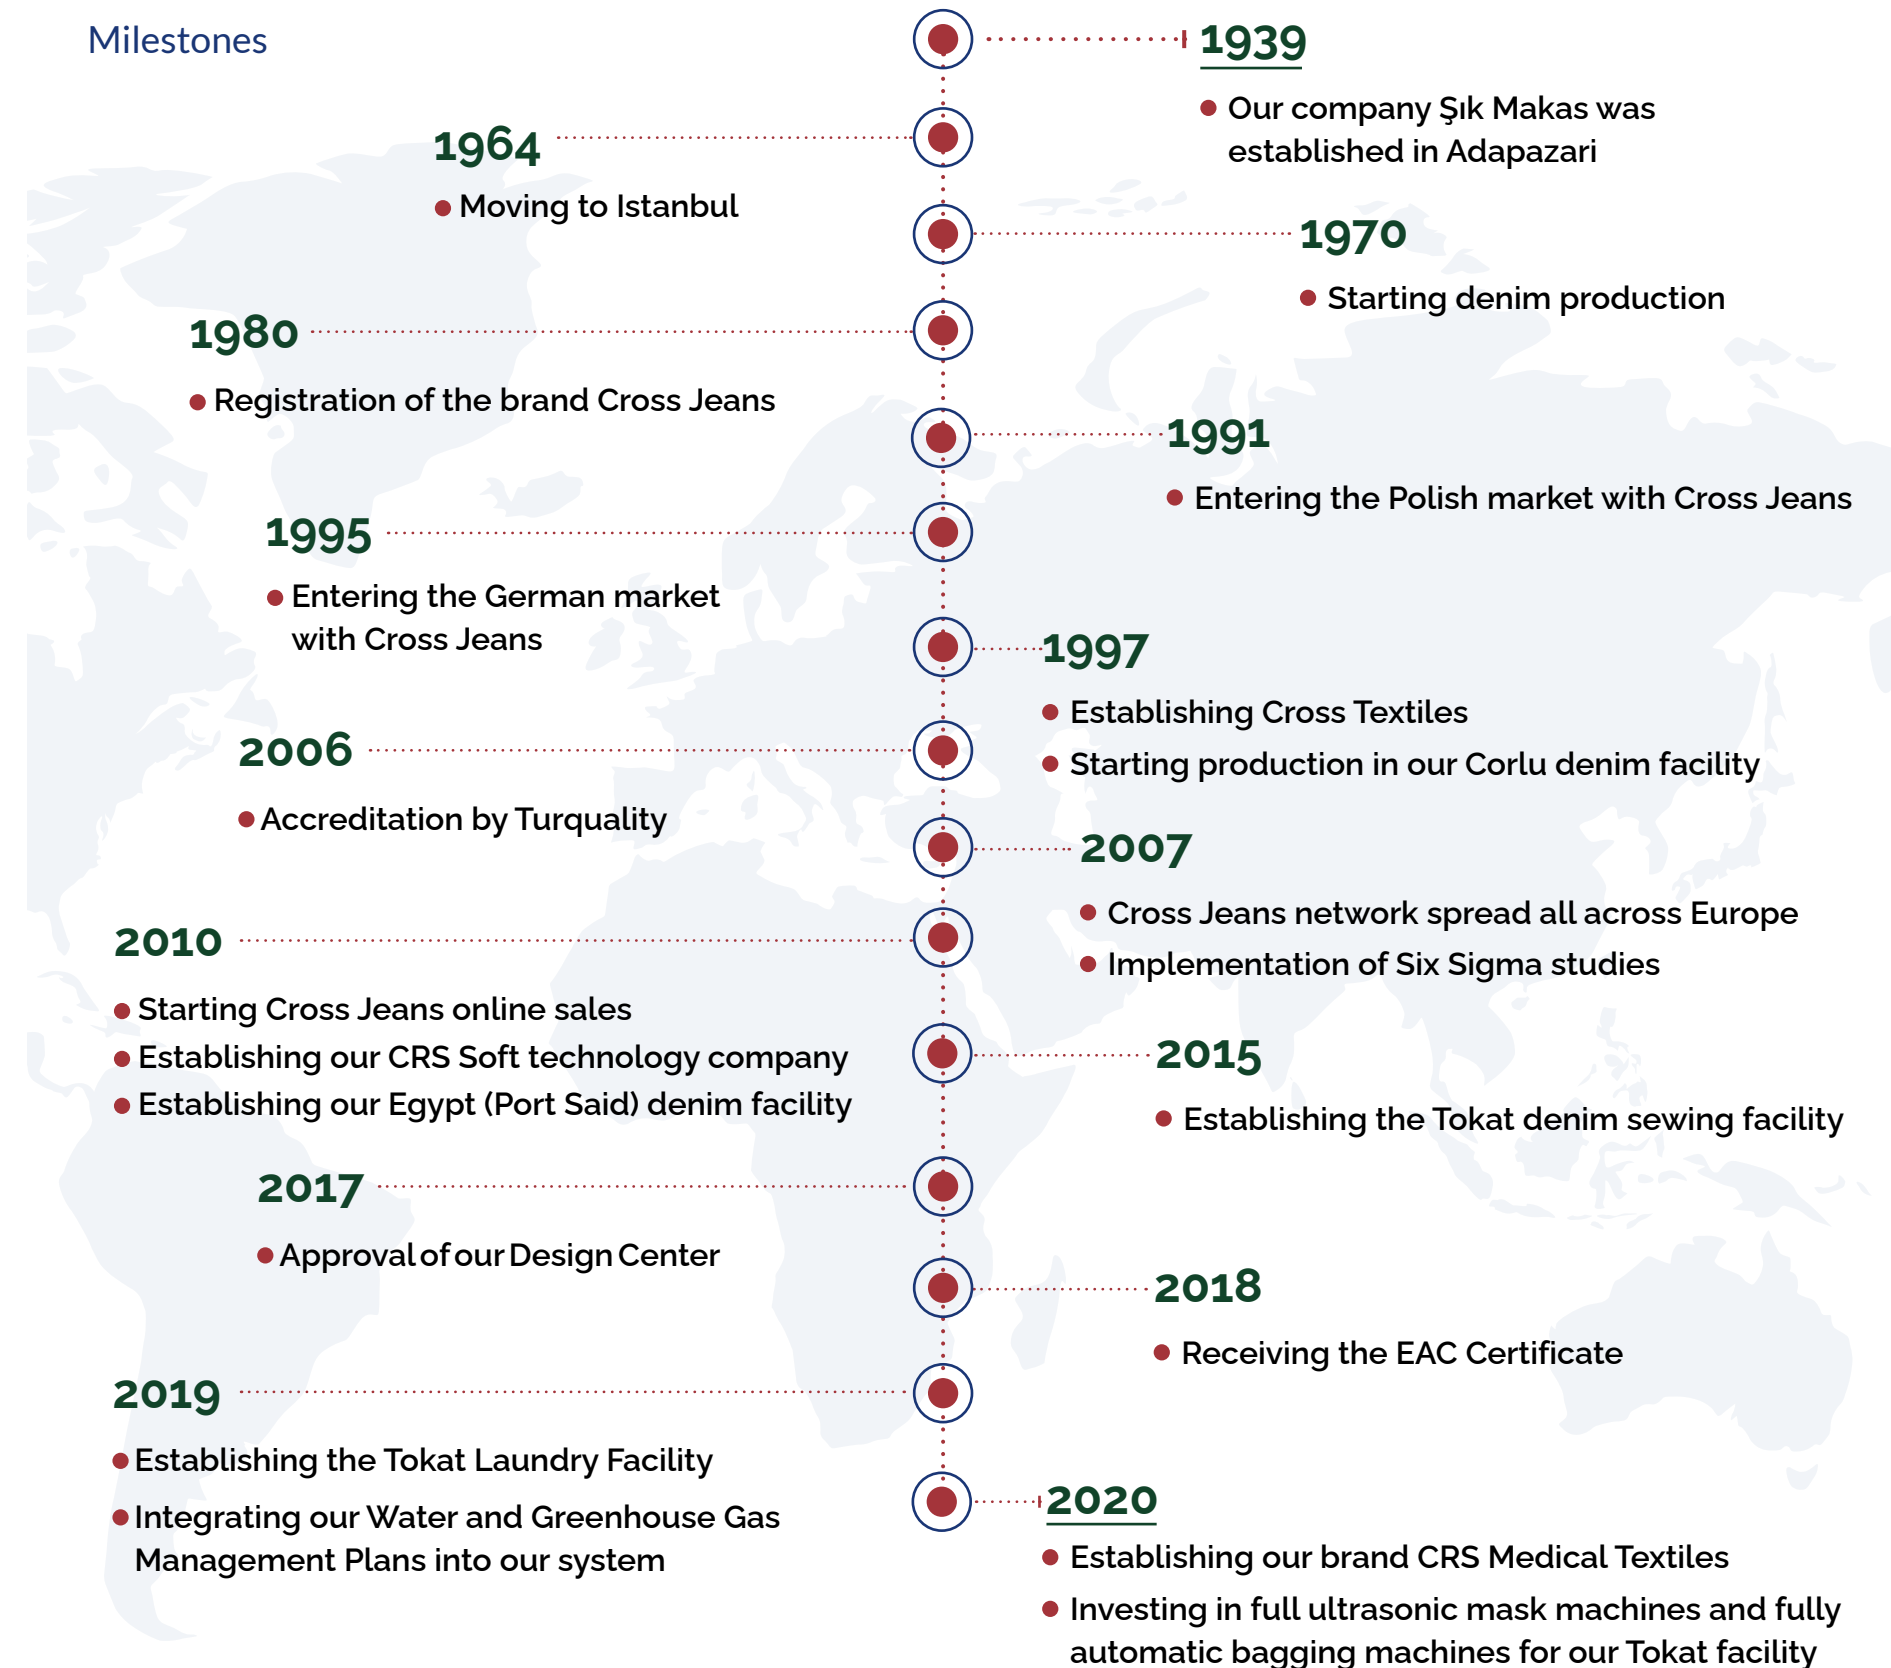 Milestones
1939
Our company Şık Makas was
established in Adapazari
1964
Moving to Istanbul
1970
Starting denim production
1980
Registration of the brand Cross Jeans
1991
Entering the Polish market with Cross Jeans
1995
Entering the German market
with Cross Jeans
1997
Establishing Cross Textiles
Starting production in our Corlu denim facility
2006
Accreditation by Turquality
2007
Cross Jeans network spread all across Europe
Implementation of Six Sigma studies
2010
Starting Cross Jeans online sales
Establishing our CRS Soft technology company
Establishing our Egypt (Port Said) denim facility
2015
Establishing the Tokat denim sewing facility
2017
Approval of our Design Center
2018
Receiving the EAC Certificate
2019
Establishing the Tokat Laundry Facility
Integrating our Water and Greenhouse Gas
Management Plans into our system
2020
Establishing our brand CRS Medical Textiles
Investing in full ultrasonic mask machines and fully
automatic bagging machines for our Tokat facility